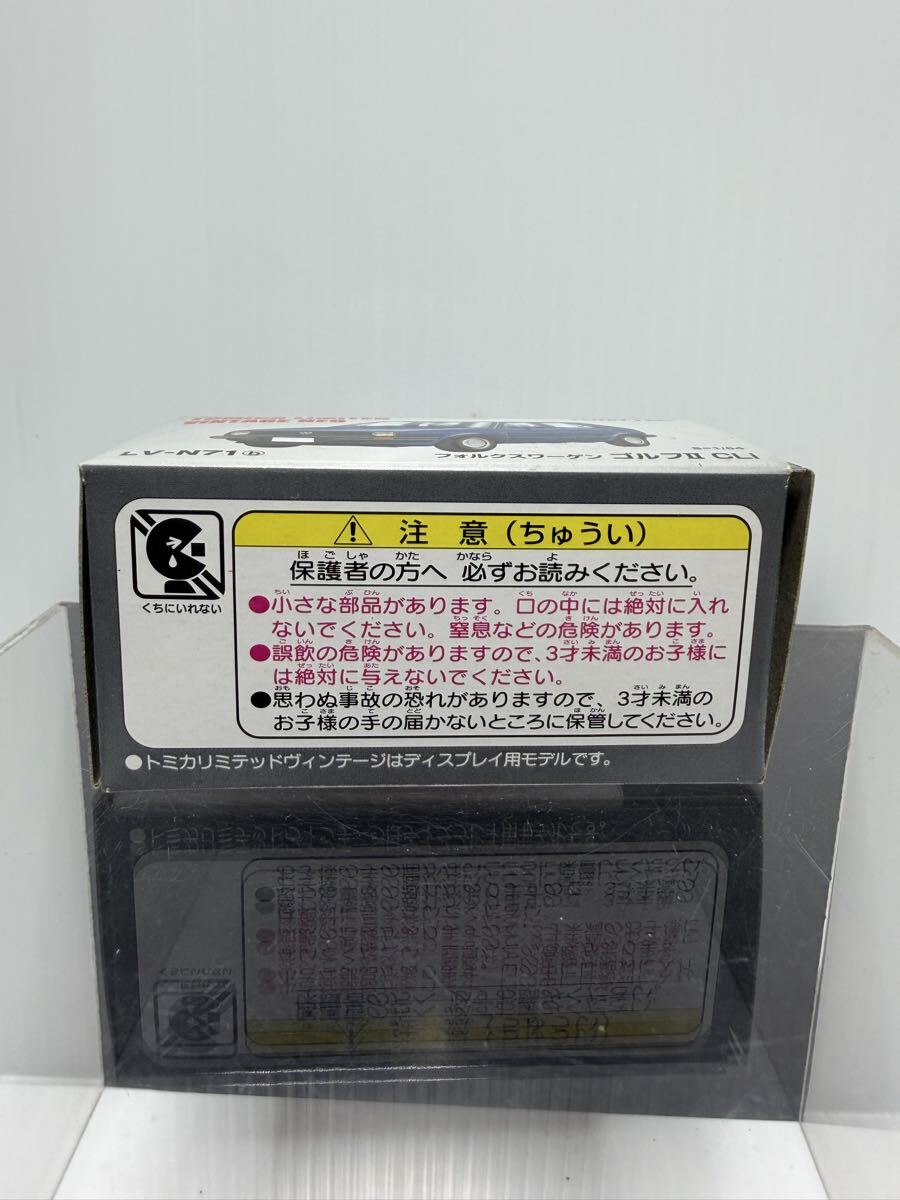 VINTAGE NEO
LV-N71 b
フォルクスワーゲン ゴルフII CLI
⚠ 注意(ちゅうい)
保護者の方へ 必ずお読みください。
●小さな部品があります。口の中には絶対に入れ
ないでください。窒息などの危険があります。
●誤飲の危険がありますので、3才未満のお子様に
は絶対に与えないでください。
●思わぬ事故の恐れがありますので、3才未満の
お子様の手の届かないところに保管してください。
くちにいれない
●トミカリミテッドヴィンテージはディスプレイ用モデルです。